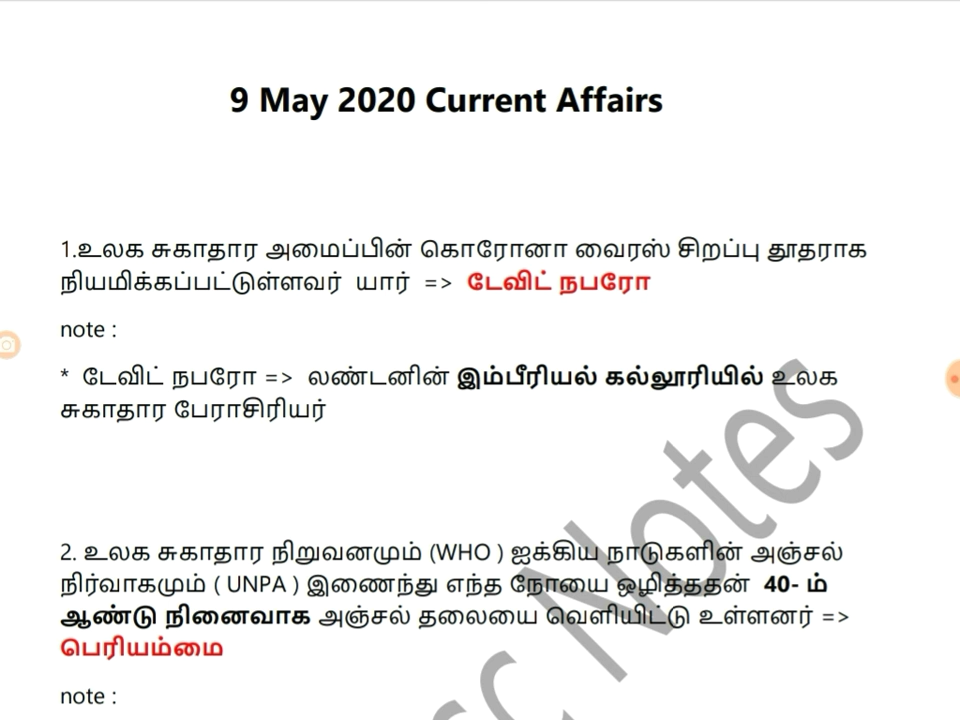 9 May 2020 Current Affairs
1.உலக சுகாதார அமைப்பின் கொரோனா வைரஸ் சிறப்பு தூதராக
நியமிக்கப்பட்டுள்ளவர் யார் => டேவிட் நபரோ
note :
* டேவிட் நபரோ => லண்டனின் இம்பீரியல் கல்லூரியில் உலக
சுகாதார பேராசிரியர்
2. உலக சுகாதார நிறுவனமும் (WHO ) ஐக்கிய நாடுகளின் அஞ்சல்
நிர்வாகமும் ( UNPA ) இணைந்து எந்த நோயை ஒழித்ததன் 40- ம்
ஆண்டு நினைவாக அஞ்சல் தலையை வெளியிட்டு உள்ளனர் =>
பெரியம்மை
note :
sc Notes